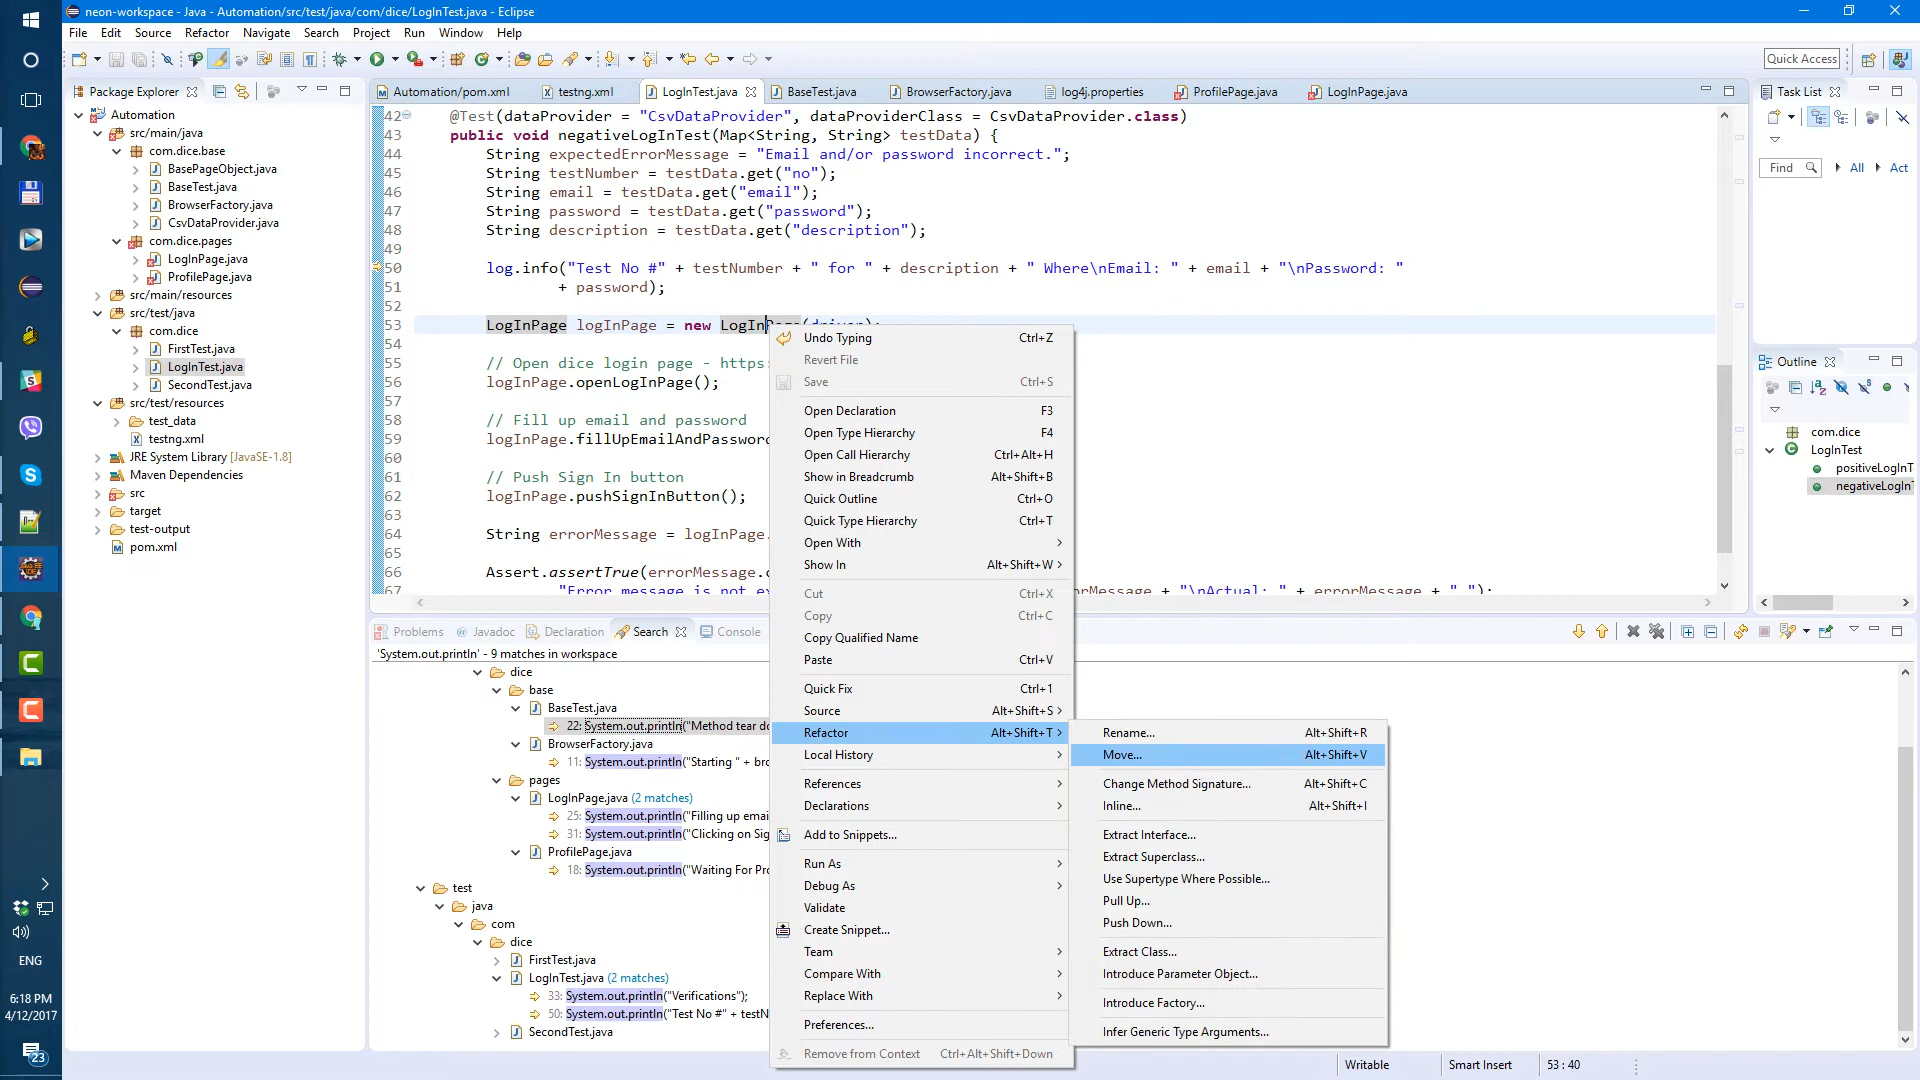 neon-workspace - Java - Automation/src/test/java/com/dice/LogInTest.java - Eclipse
File Edit Source Refactor Navigate Search Project Run Window Help
Quick Access
Package Explorer
Automation
src/main/java
com.dice.base
BasePageObject.java
BaseTest.java
BrowserFactory.java
CsvDataProvider.java
com.dice.pages
LogInPage.java
ProfilePage.java
src/main/resources
src/test/java
com.dice
FirstTest.java
LogInTest.java
SecondTest.java
src/test/resources
test_data
testng.xml
JRE System Library [JavaSE-1.8]
Maven Dependencies
src
target
test-output
pom.xml
Automation/pom.xml testng.xml LogInTest.java BaseTest.java BrowserFactory.java log4j.properties ProfilePage.java LogInPage.java
42 @Test(dataProvider = "CsvDataProvider", dataProviderClass = CsvDataProvider.class)
43 public void negativeLogInTest(Map<String, String> testData) {
44 String expectedErrorMessage = "Email and/or password incorrect.";
45 String testNumber = testData.get("no");
46 String email = testData.get("email");
47 String password = testData.get("password");
48 String description = testData.get("description");
49
50 log.info("Test No #" + testNumber + " for " + description + " Where\nEmail: " + email + "\nPassword: "
51 + password);
52
53 LogInPage logInPage = new LogInPage(driver);
54
55 // Open dice login page - https:
56 logInPage.openLogInPage();
57
58 // Fill up email and password
59 logInPage.fillUpEmailAndPassword
60
61 // Push Sign In button
62 logInPage.pushSignInButton();
63
64 String errorMessage = logInPage.
65
66 Assert.assertTrue(errorMessage.
67 "Error message is not ex rMessage + "\nActual: " + errorMessage + " ");
Undo Typing Ctrl+Z
Revert File
Save Ctrl+S
Open Declaration F3
Open Type Hierarchy F4
Open Call Hierarchy Ctrl+Alt+H
Show in Breadcrumb Alt+Shift+B
Quick Outline Ctrl+O
Quick Type Hierarchy Ctrl+T
Open With
Show In Alt+Shift+W
Cut Ctrl+X
Copy Ctrl+C
Copy Qualified Name
Paste Ctrl+V
Quick Fix Ctrl+1
Source Alt+Shift+S
Refactor Alt+Shift+T
Local History
References
Declarations
Add to Snippets...
Run As
Debug As
Validate
Create Snippet...
Team
Compare With
Replace With
Preferences...
Remove from Context Ctrl+Alt+Shift+Down
Rename... Alt+Shift+R
Move... Alt+Shift+V
Change Method Signature... Alt+Shift+C
Inline... Alt+Shift+I
Extract Interface...
Extract Superclass...
Use Supertype Where Possible...
Pull Up...
Push Down...
Extract Class...
Introduce Parameter Object...
Introduce Factory...
Infer Generic Type Arguments...
Problems Javadoc Declaration Search Console
'System.out.println' - 9 matches in workspace
dice
base
BaseTest.java
22: System.out.println("Method tear do
BrowserFactory.java
11: System.out.println("Starting " + bro
pages
LogInPage.java (2 matches)
25: System.out.println("Filling up emai
31: System.out.println("Clicking on Sig
ProfilePage.java
18: System.out.println("Waiting For Pro
test
java
com
dice
FirstTest.java
LogInTest.java (2 matches)
33: System.out.println("Verifications");
50: System.out.println("Test No #" + testN
SecondTest.java
Task List
Find All Act
Outline
com.dice
LogInTest
positiveLogInT
negativeLogInT
Writable Smart Insert 53 : 40
ENG
6:18 PM
4/12/2017
23